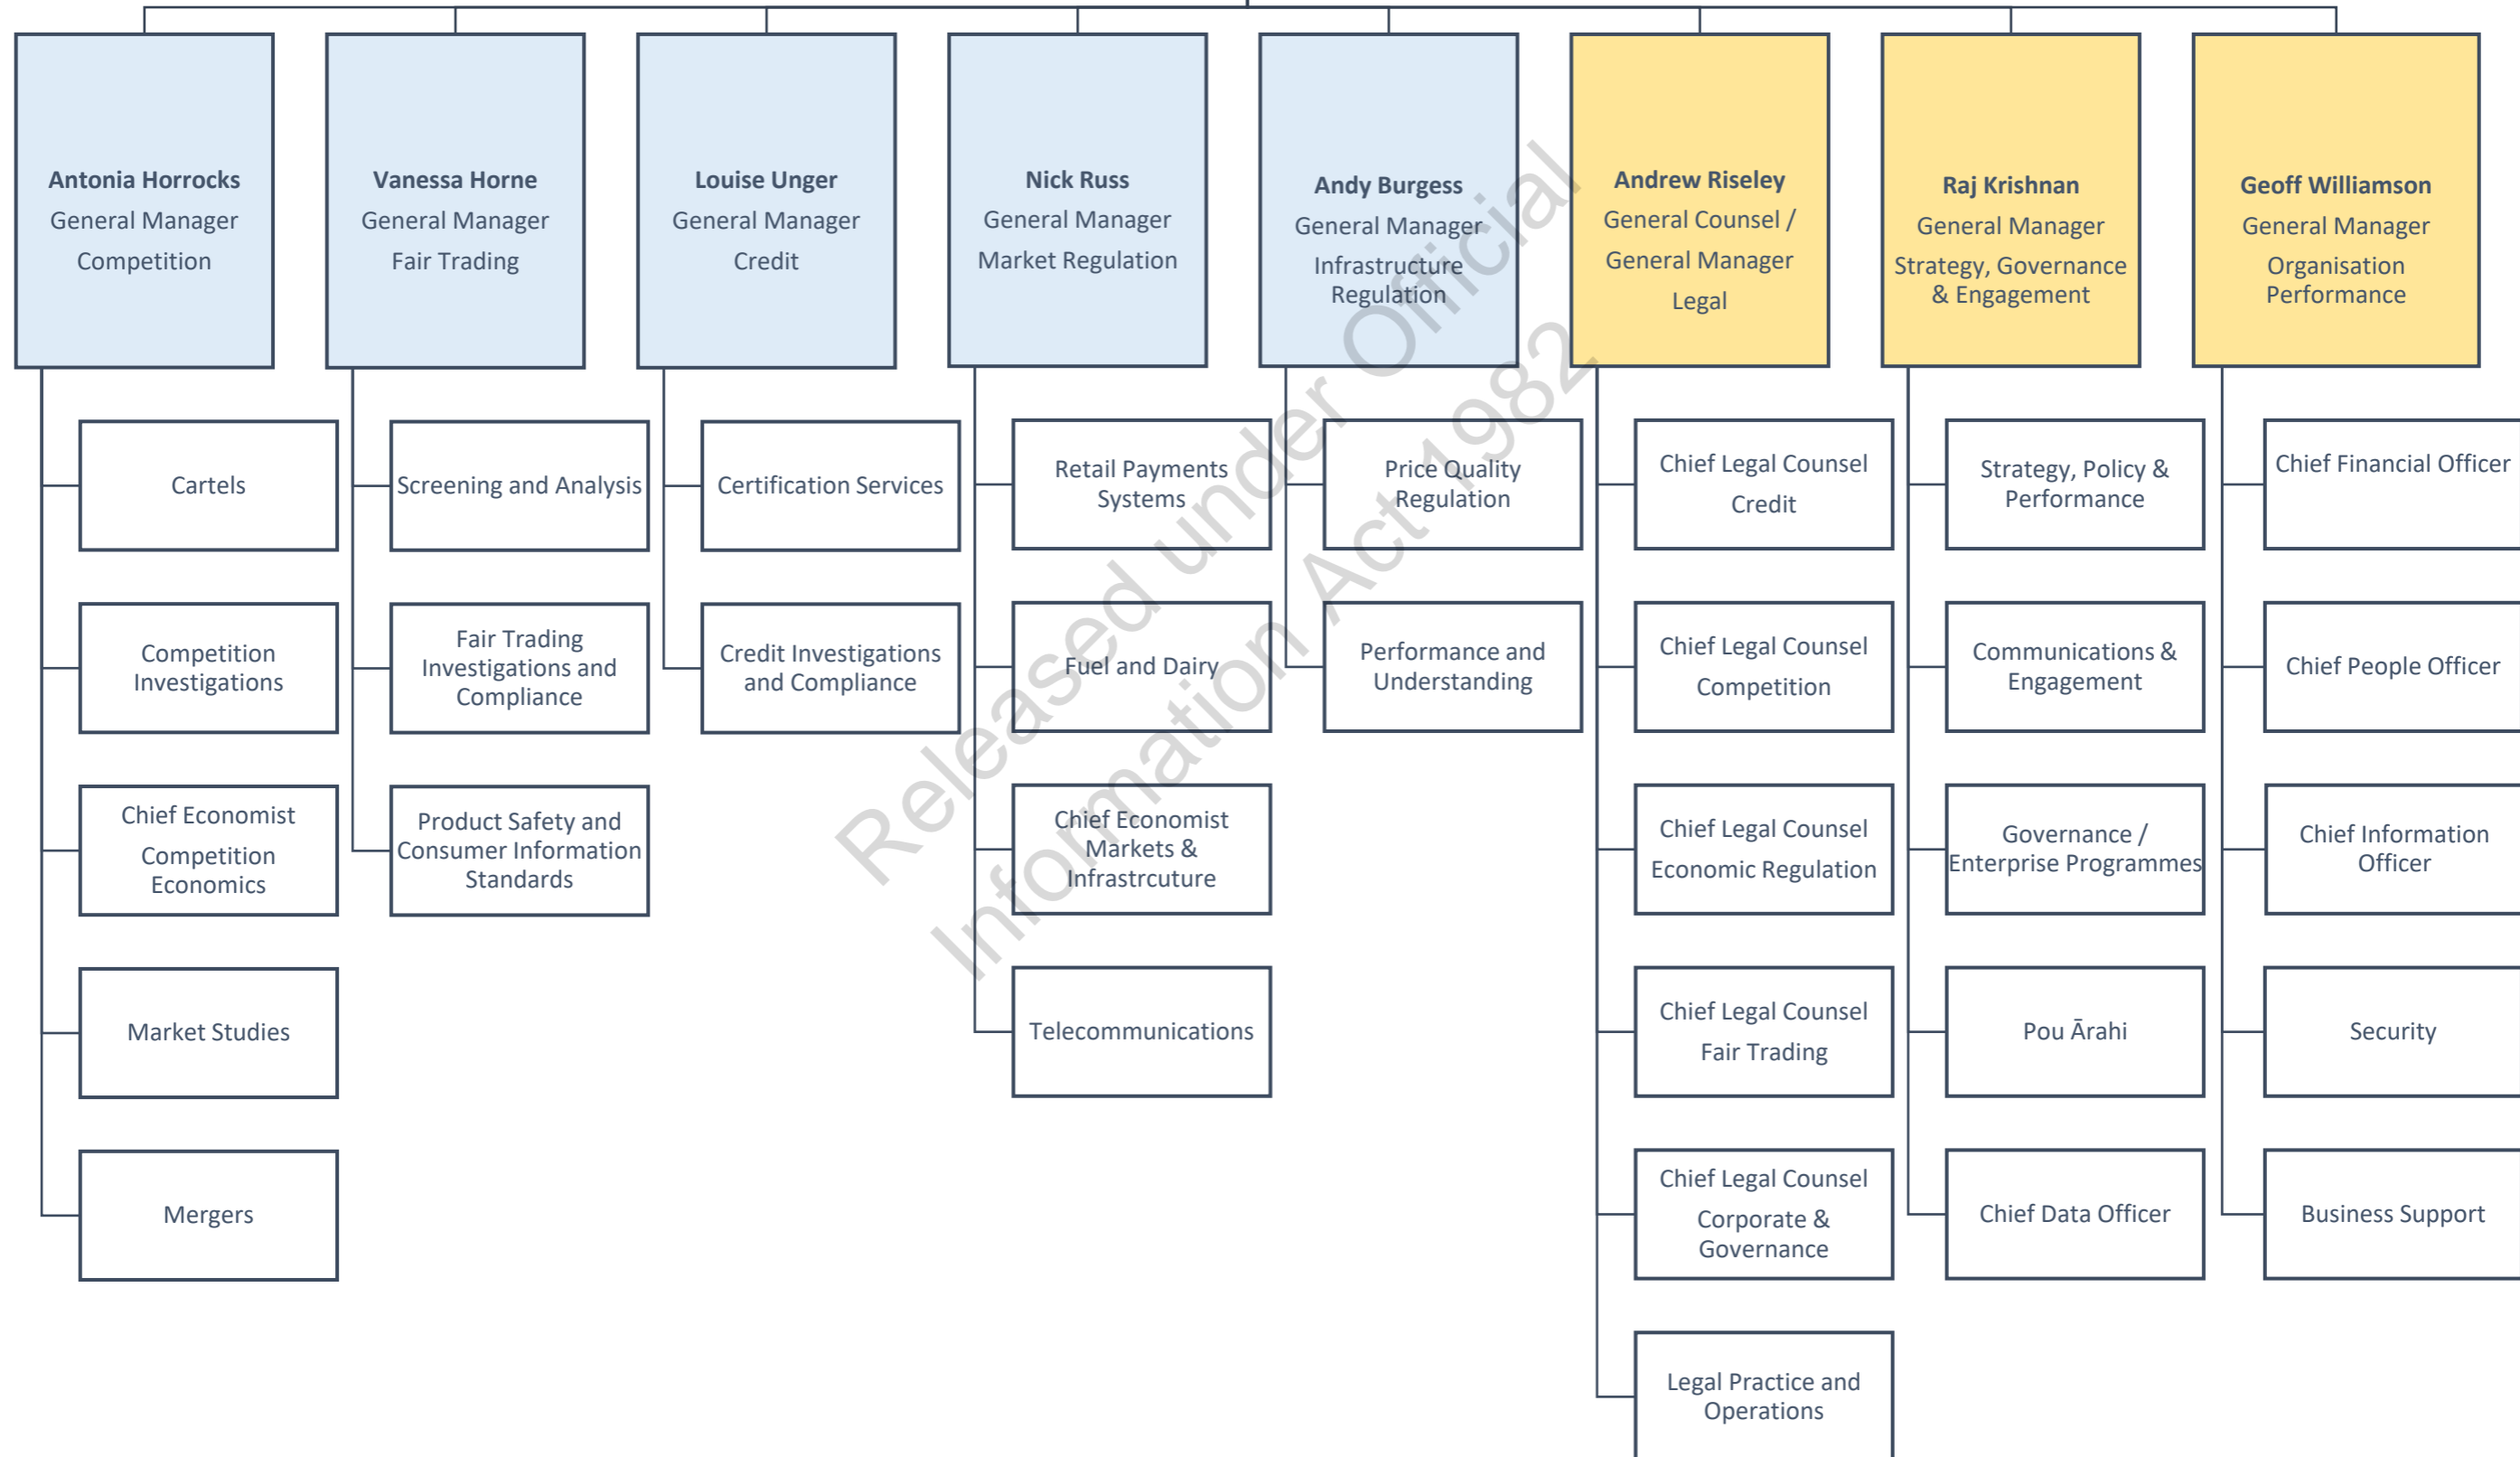 Antonia Horrocks
General Manager
Competition
Vanessa Horne
General Manager
Fair Trading
Louise Unger
General Manager
Credit
Nick Russ
General Manager
Market Regulation
Andy Burgess
General Manager
Infrastructure
Regulation
Andrew Riseley
General Counsel /
General Manager
Legal
Raj Krishnan
General Manager
Strategy, Governance
& Engagement
Geoff Williamson
General Manager
Organisation
Performance
Cartels
Competition
Investigations
Chief Economist
Competition
Economics
Market Studies
Mergers
Screening and Analysis
Fair Trading
Investigations and
Compliance
Product Safety and
Consumer Information
Standards
Certification Services
Credit Investigations
and Compliance
Retail Payments
Systems
Fuel and Dairy
Chief Economist
Markets &
Infrastrcuture
Telecommunications
Price Quality
Regulation
Performance and
Understanding
Chief Legal Counsel
Credit
Chief Legal Counsel
Competition
Chief Legal Counsel
Economic Regulation
Chief Legal Counsel
Fair Trading
Chief Legal Counsel
Corporate &
Governance
Legal Practice and
Operations
Strategy, Policy &
Performance
Communications &
Engagement
Governance /
Enterprise Programmes
Pou Ārahi
Chief Data Officer
Chief Financial Officer
Chief People Officer
Chief Information
Officer
Security
Business Support
Released under Official
Information Act 1982